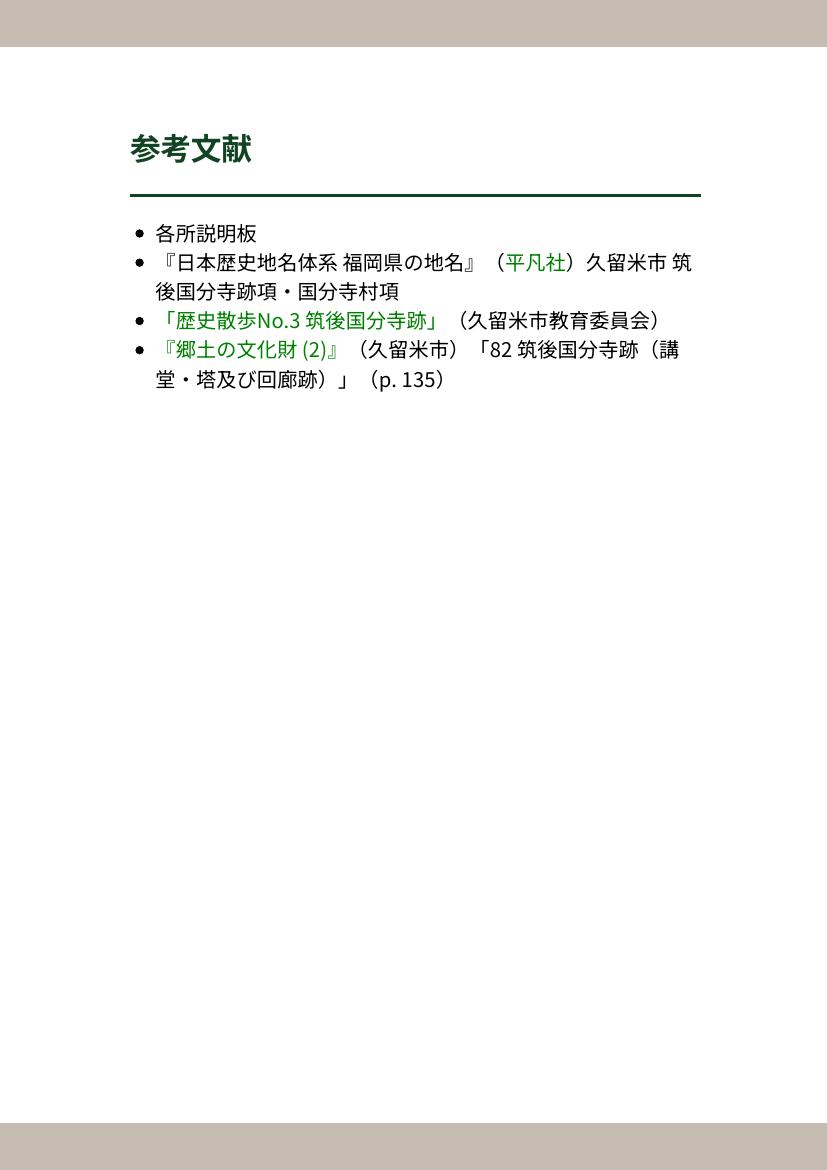 参考文献
各所説明板
『日本歴史地名体系 福岡県の地名』（平凡社）久留米市 筑
後国分寺跡項・国分寺村項
「歴史散歩No.3 筑後国分寺跡」（久留米市教育委員会）
『郷土の文化財 (2)』（久留米市）「82 筑後国分寺跡（講
堂・塔及び回廊跡）」（p. 135）